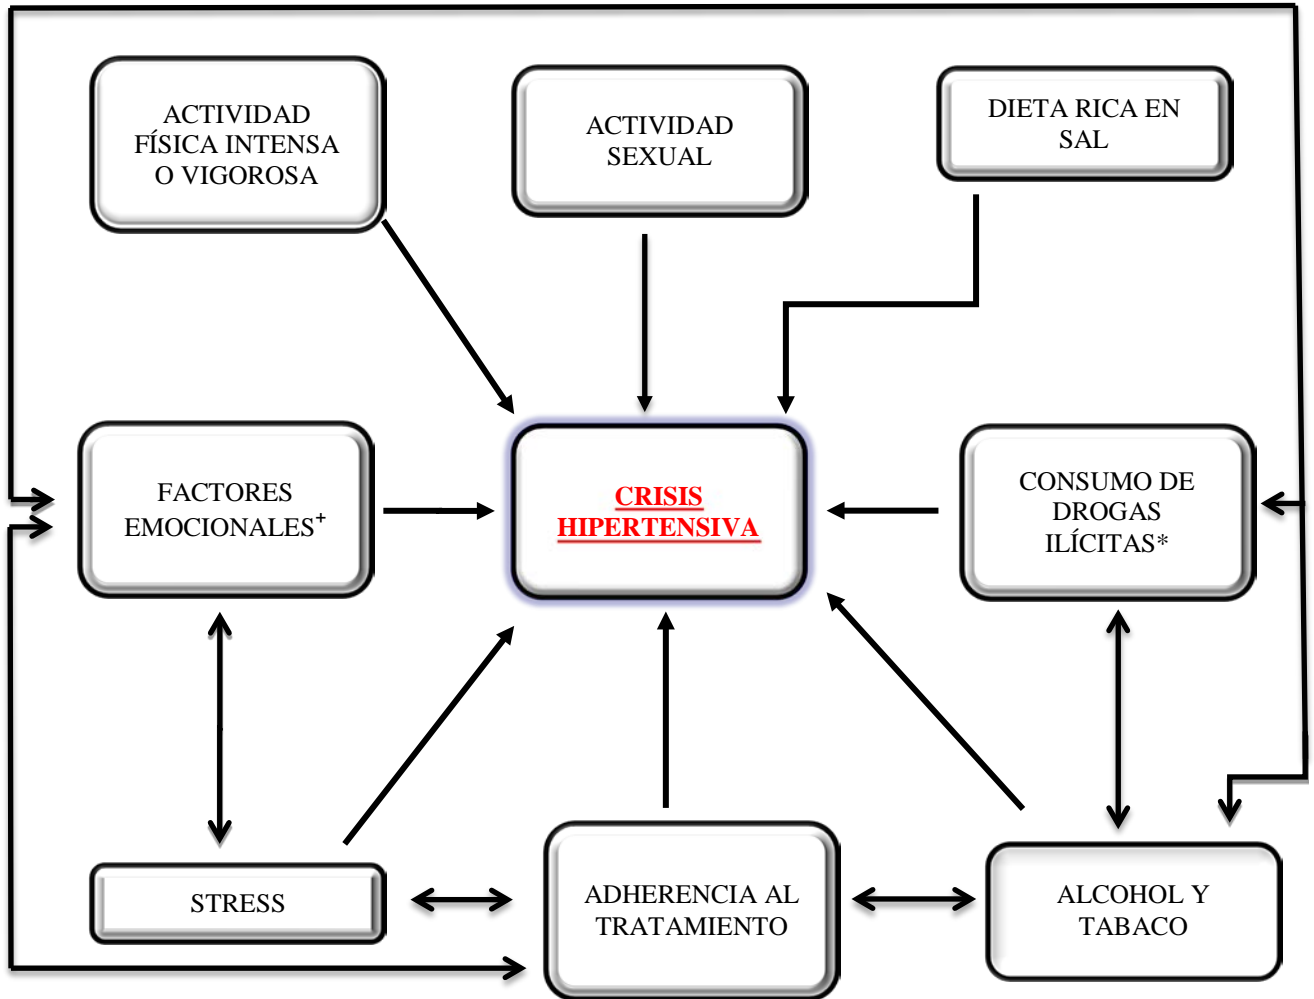 ACTIVIDAD
FÍSICA INTENSA
O VIGOROSA
ACTIVIDAD
SEXUAL
DIETA RICA EN
SAL
FACTORES
EMOCIONALES⁺
CRISIS
HIPERTENSIVA
CONSUMO DE
DROGAS
ILÍCITAS*
STRESS
ADHERENCIA AL
TRATAMIENTO
ALCOHOL Y
TABACO